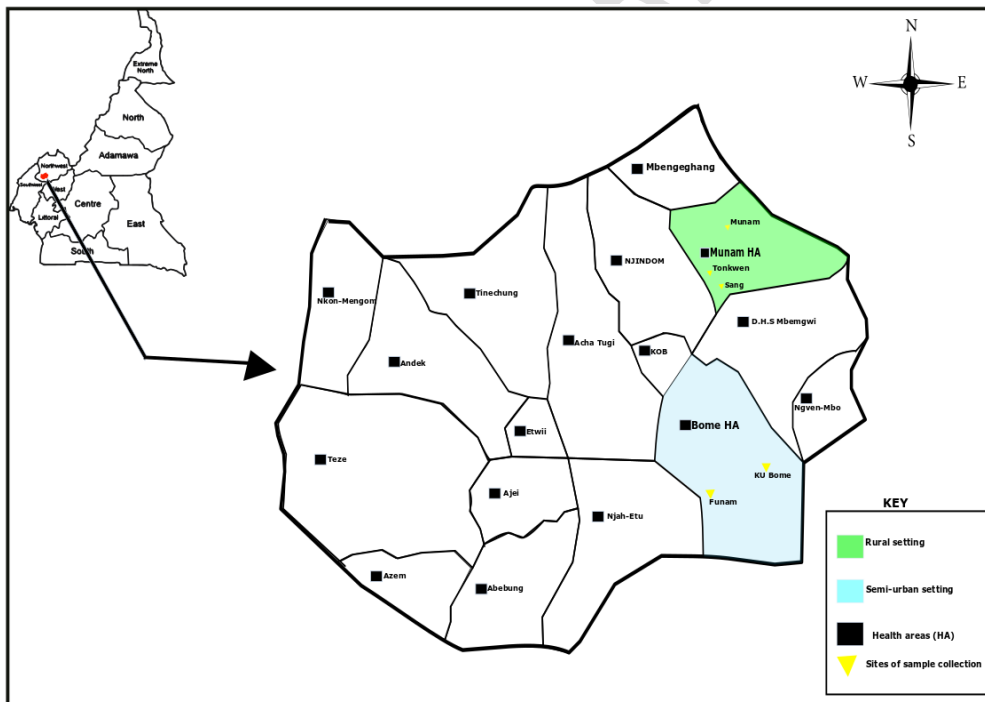 Extreme
North
North
Adamawa
Northwest
Southwest
West
Littoral
Centre
East
South
N
W
E
S
Mbengeghang
Munam
Munam HA
Tonkwen
Sang
NJINDOM
Nkon-Mengom
Tinechung
D.H.S Mbemgwi
Acha Tugi
KOB
Andek
Ngven-Mbo
Bome HA
Etwii
Teze
KU Bome
Ajei
Funam
Njah-Etu
Azem
Abebung
KEY
Rural setting
Semi-urban setting
Health areas (HA)
Sites of sample collection